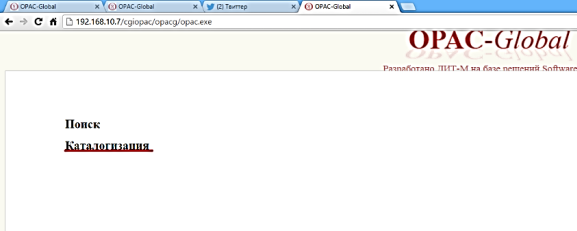 OPAC-Global
OPAC-Global
(2) Твиттер
OPAC-Global
192.168.10.7/cgiopac/opacg/opac.exe
OPAC-Global
Разработано ДИТ-М на базе решений Software
Поиск
Каталогизация